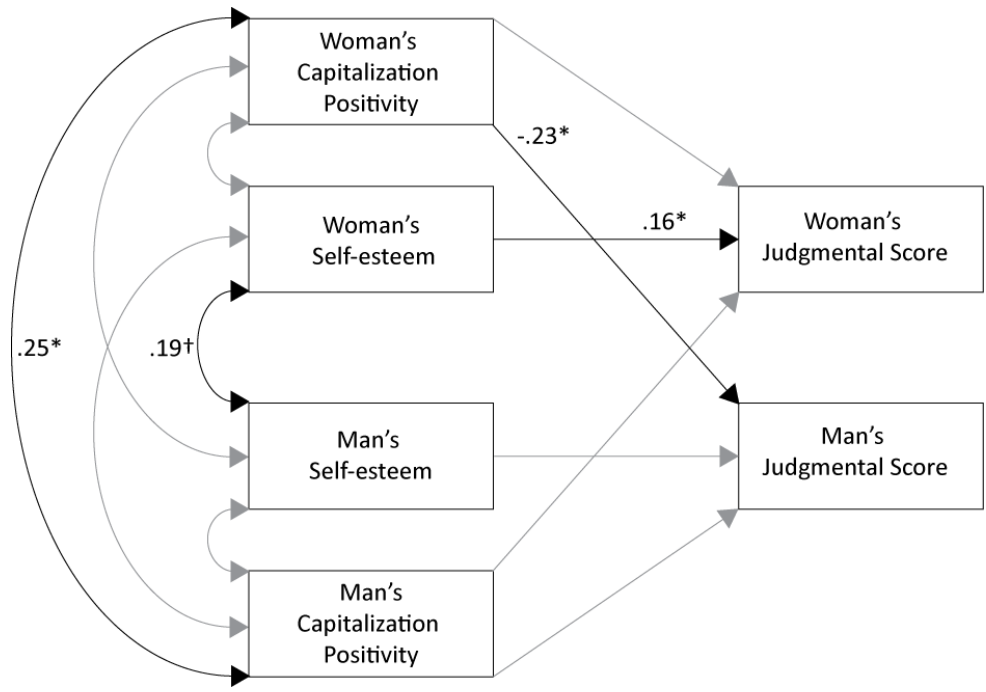 Woman’s
Capitalization
Positivity
-.23*
Woman’s
Self-esteem
.16*
Woman’s
Judgmental Score
.25*
.19†
Man’s
Self-esteem
Man’s
Judgmental Score
Man’s
Capitalization
Positivity